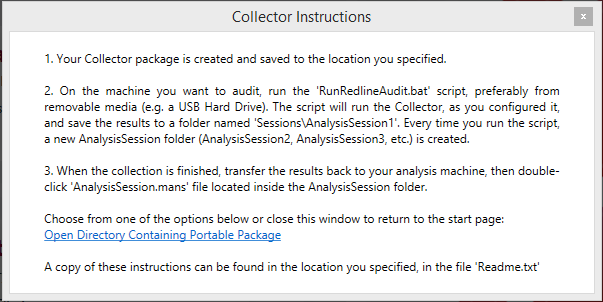 Collector Instructions
x
1. Your Collector package is created and saved to the location you specified.
2. On the machine you want to audit, run the 'RunRedlineAudit.bat' script, preferably from
removable media (e.g. a USB Hard Drive). The script will run the Collector, as you configured it,
and save the results to a folder named 'Sessions\AnalysisSession1'. Every time you run the script,
a new AnalysisSession folder (AnalysisSession2, AnalysisSession3, etc.) is created.
3. When the collection is finished, transfer the results back to your analysis machine, then double-
click 'AnalysisSession.mans' file located inside the AnalysisSession folder.
Choose from one of the options below or close this window to return to the start page:
Open Directory Containing Portable Package
A copy of these instructions can be found in the location you specified, in the file 'Readme.txt'